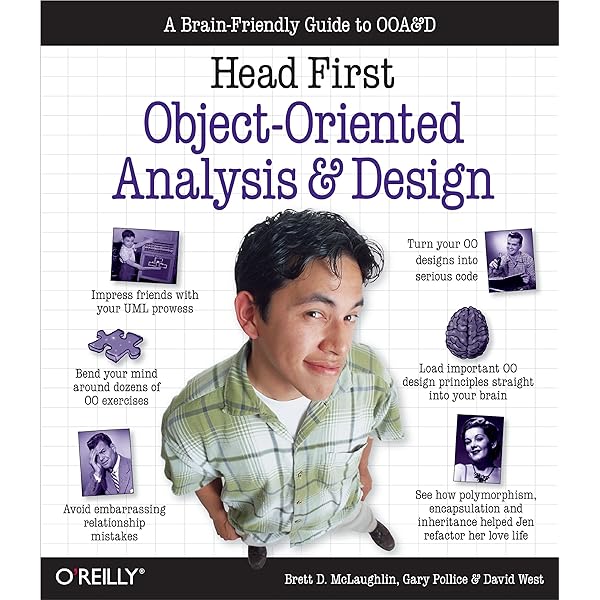 A Brain-Friendly Guide to OOA&D
Head First
Object-Oriented
Analysis & Design
Impress friends with
your UML prowess
Turn your OO
designs into
serious code
Bend your mind
around dozens of
OO exercises
Load important OO
design principles straight
into your brain
Avoid embarrassing
relationship
mistakes
See how polymorphism,
encapsulation and
inheritance helped Jen
refactor her love life
O'REILLY®
Brett D. McLaughlin, Gary Pollice & David West